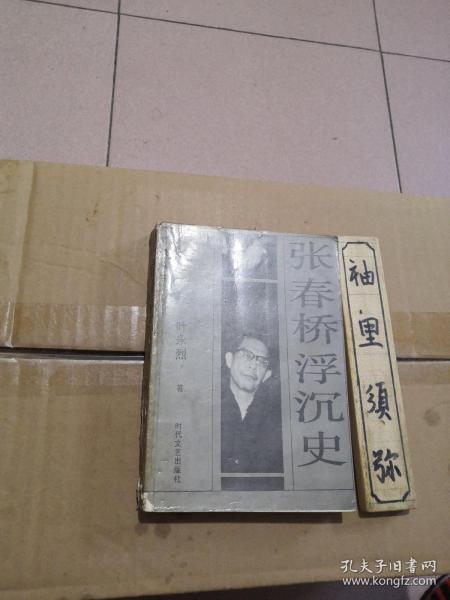 张春桥浮沉史
叶永烈 著
时代文艺出版社
袖里须弥
孔夫子旧书网
www.kongfz.com